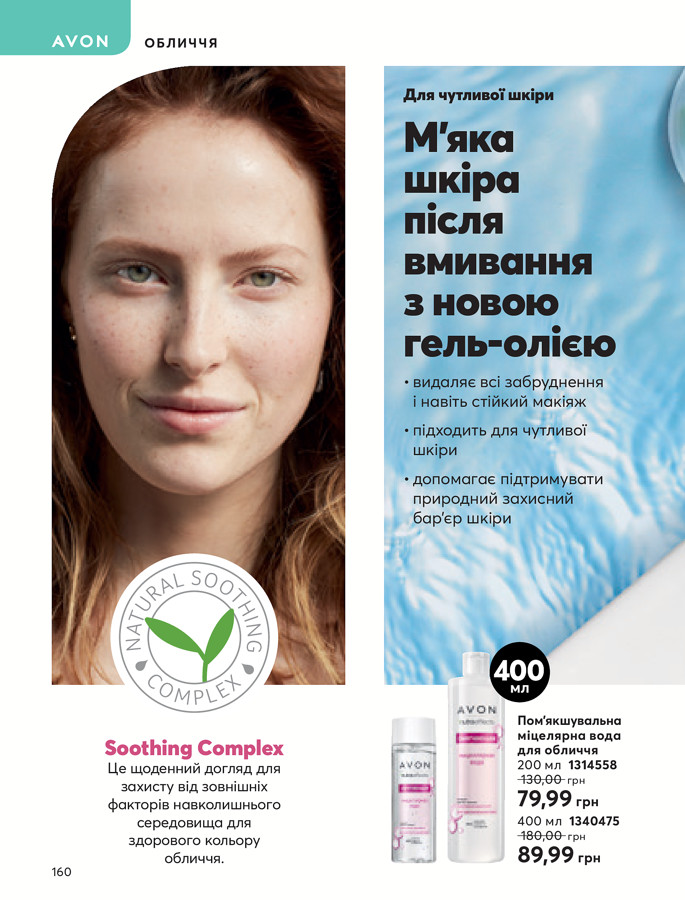 AVON
ОБЛИЧЧЯ
Для чутливої шкіри
М'яка
шкіра
після
вмивання
з новою
гель-олією
• видаляє всі забруднення
і навіть стійкий макіяж
• підходить для чутливої
шкіри
• допомагає підтримувати
природний захисний
бар'єр шкіри
NATURAL SOOTHING
COMPLEX
Soothing Complex
Це щоденний догляд для
захисту від зовнішніх
факторів навколишнього
середовища для
здорового кольору
обличчя.
400
МЛ
AVON
nutraeffects
AVON
nutraeffects
Пом'якшувальна
міцелярна вода
для обличчя
200 мл 1314558
130,00 грн
79,99 грн
400 мл 1340475
180,00 грн
89,99 грн
160